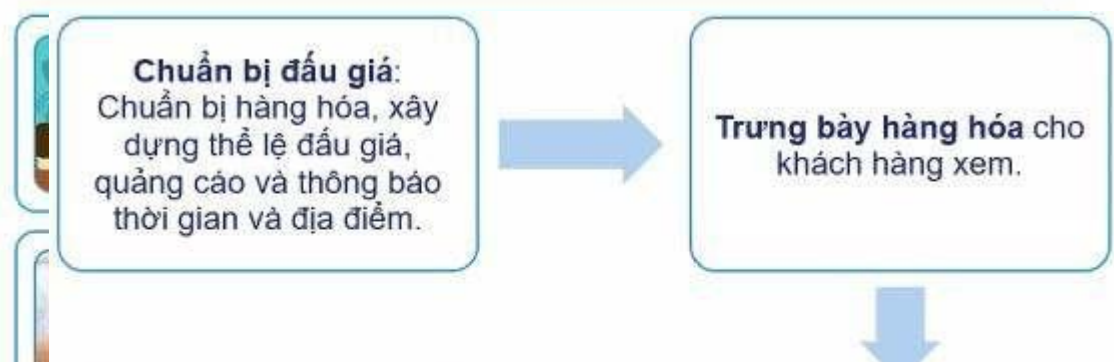 Chuẩn bị đấu giá:
Chuẩn bị hàng hóa, xây
dựng thể lệ đấu giá,
quảng cáo và thông báo
thời gian và địa điểm.
Trưng bày hàng hóa cho
khách hàng xem.